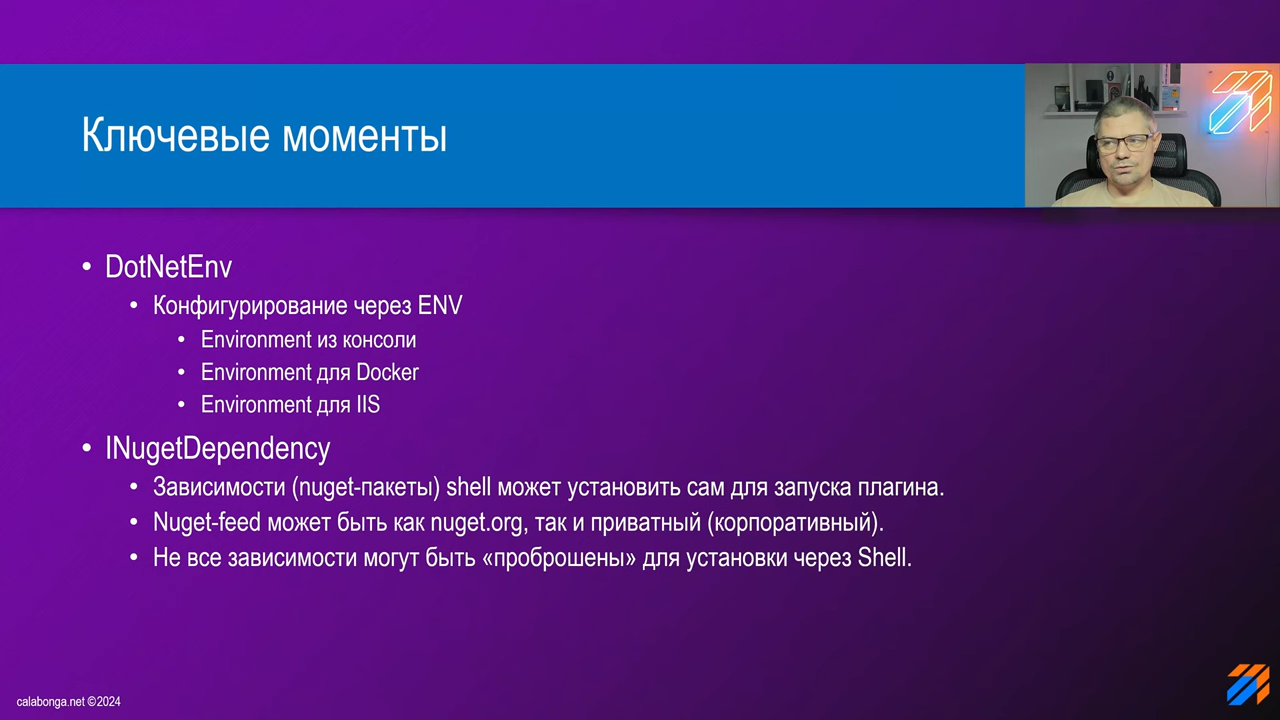 Ключевые моменты
• DotNetEnv
• Конфигурирование через ENV
• Environment из консоли
• Environment для Docker
• Environment для IIS
• INugetDependency
• Зависимости (nuget-пакеты) shell может установить сам для запуска плагина.
• Nuget-feed может быть как nuget.org, так и приватный (корпоративный).
• Не все зависимости могут быть «проброшены» для установки через Shell.
calabonga.net ©2024